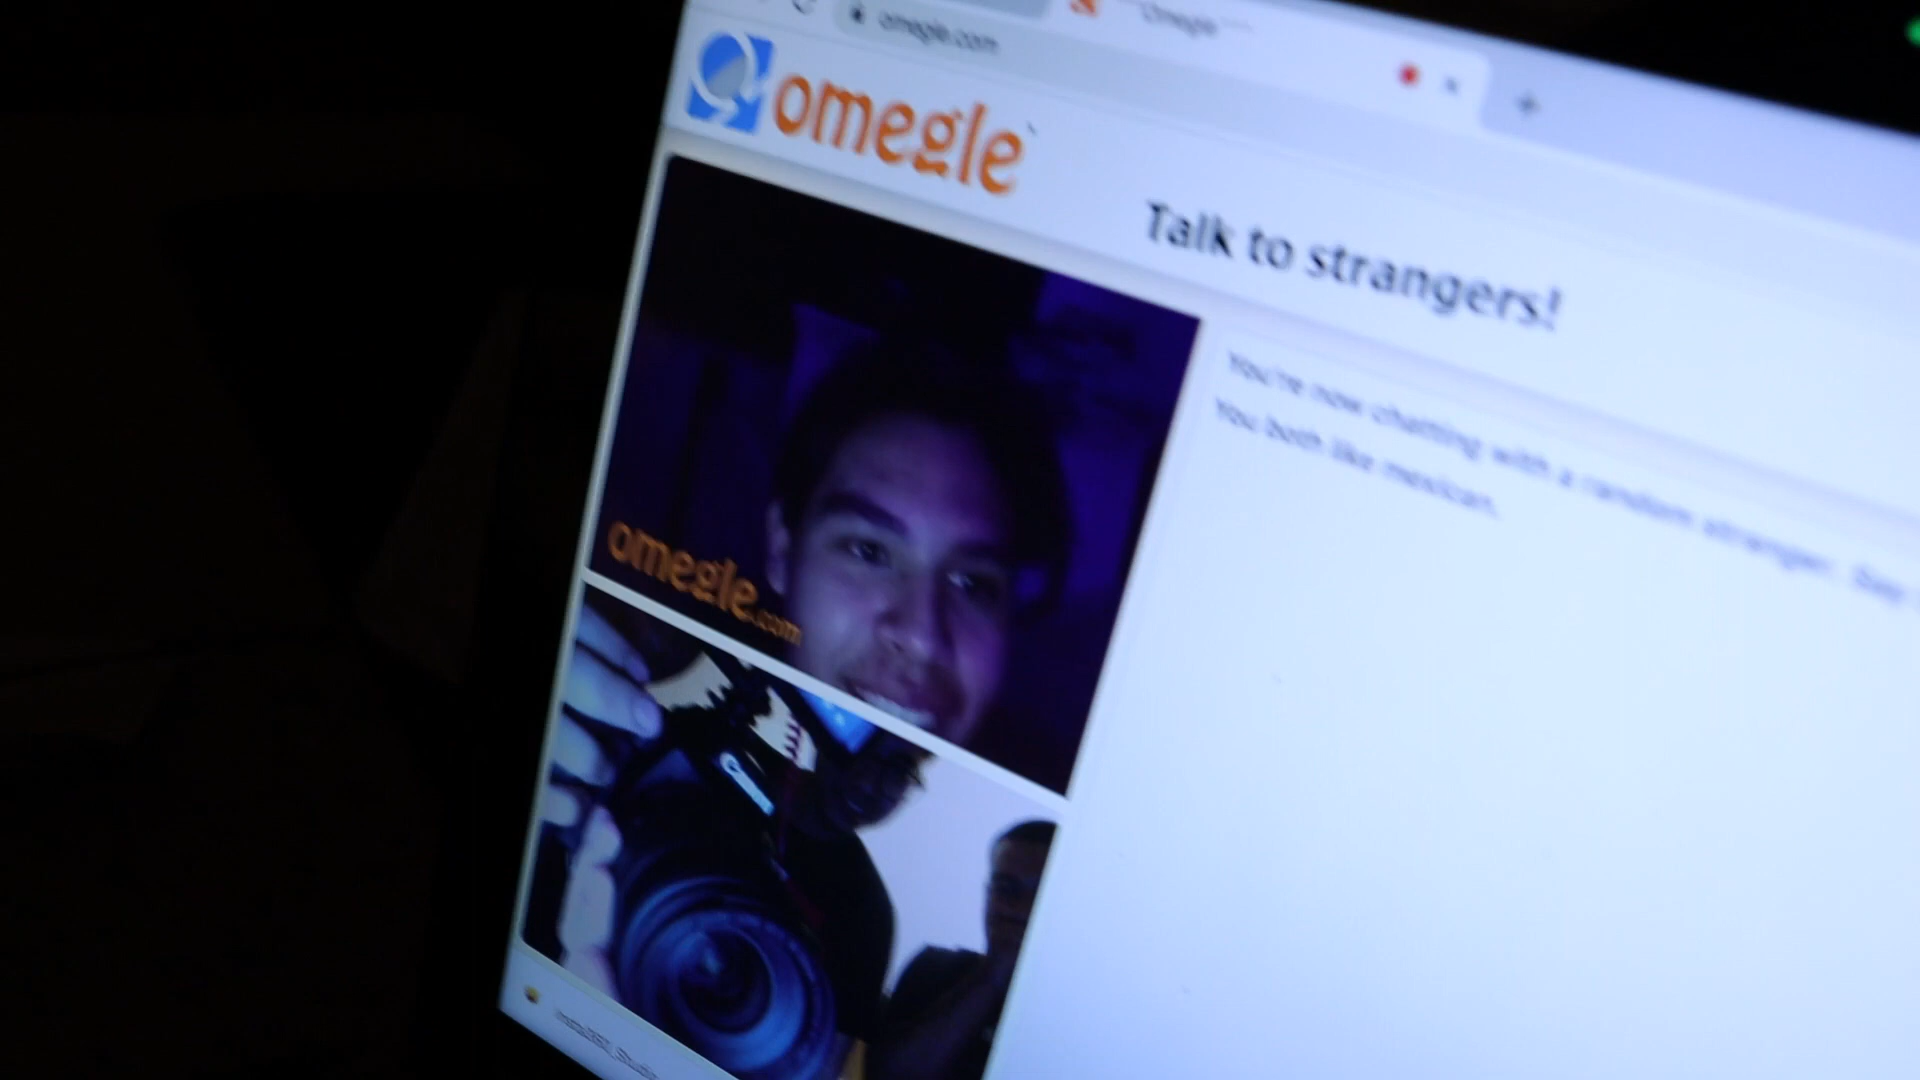 Omegle
omegle.com
omegle
Talk to strangers!
You're now chatting with a random stranger. Say
You both like mexican.
omegle.com